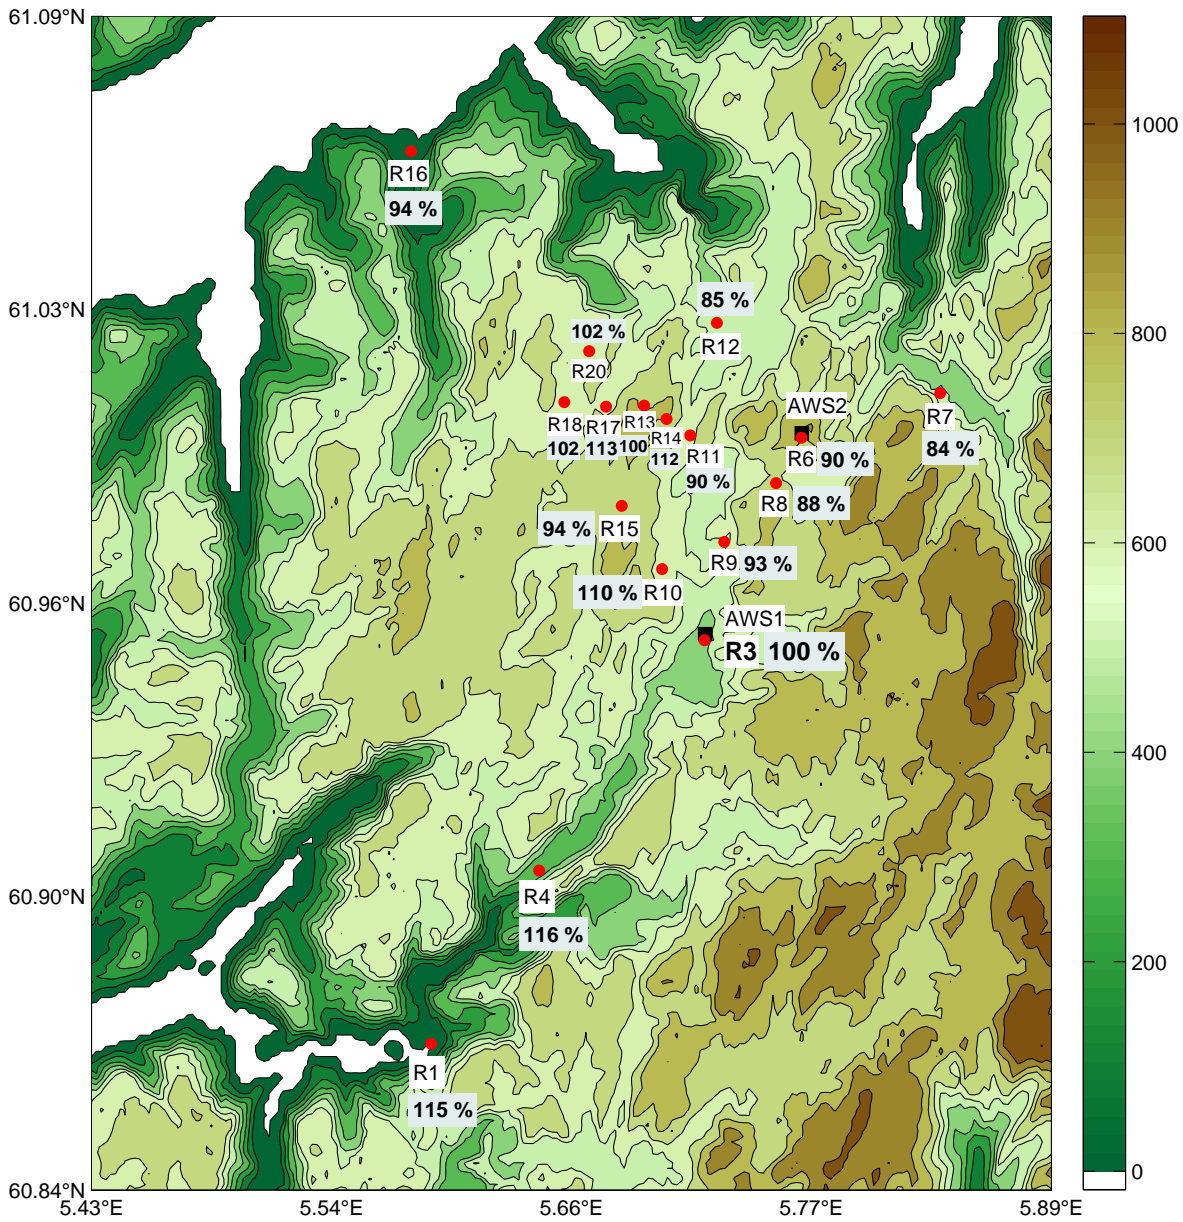 61.09°N
1000
R16
94 %
61.03°N
85 %
R12
102 %
R20
800
AWS2
R7
84 %
R18
R17
R13
R14
R11
R6
90 %
102
113
100
112
90 %
R8
88 %
94 %
R15
R9
93 %
600
60.96°N
110 %
R10
AWS1
R3
100 %
400
60.90°N
R4
116 %
200
R1
115 %
0
60.84°N
5.43°E
5.54°E
5.66°E
5.77°E
5.89°E